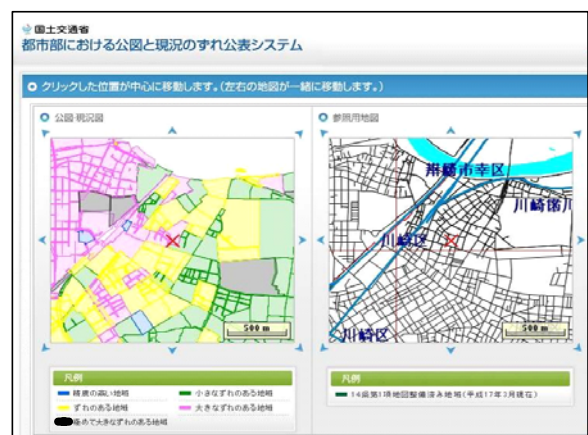 国土交通省
都市部における公図と現況のずれ公表システム
クリックした位置が中心に移動します。(左右の地図が一緒に移動します。)
公図・現況図
参照用地図
幸区
川崎区
川崎区
500 m
500 m
凡例
精度の高い地域
小さなずれのある地域
ずれのある地域
大きなずれのある地域
極めて大きなずれのある地域
凡例
14条第1項地図整備済み地域(平成17年3月現在)